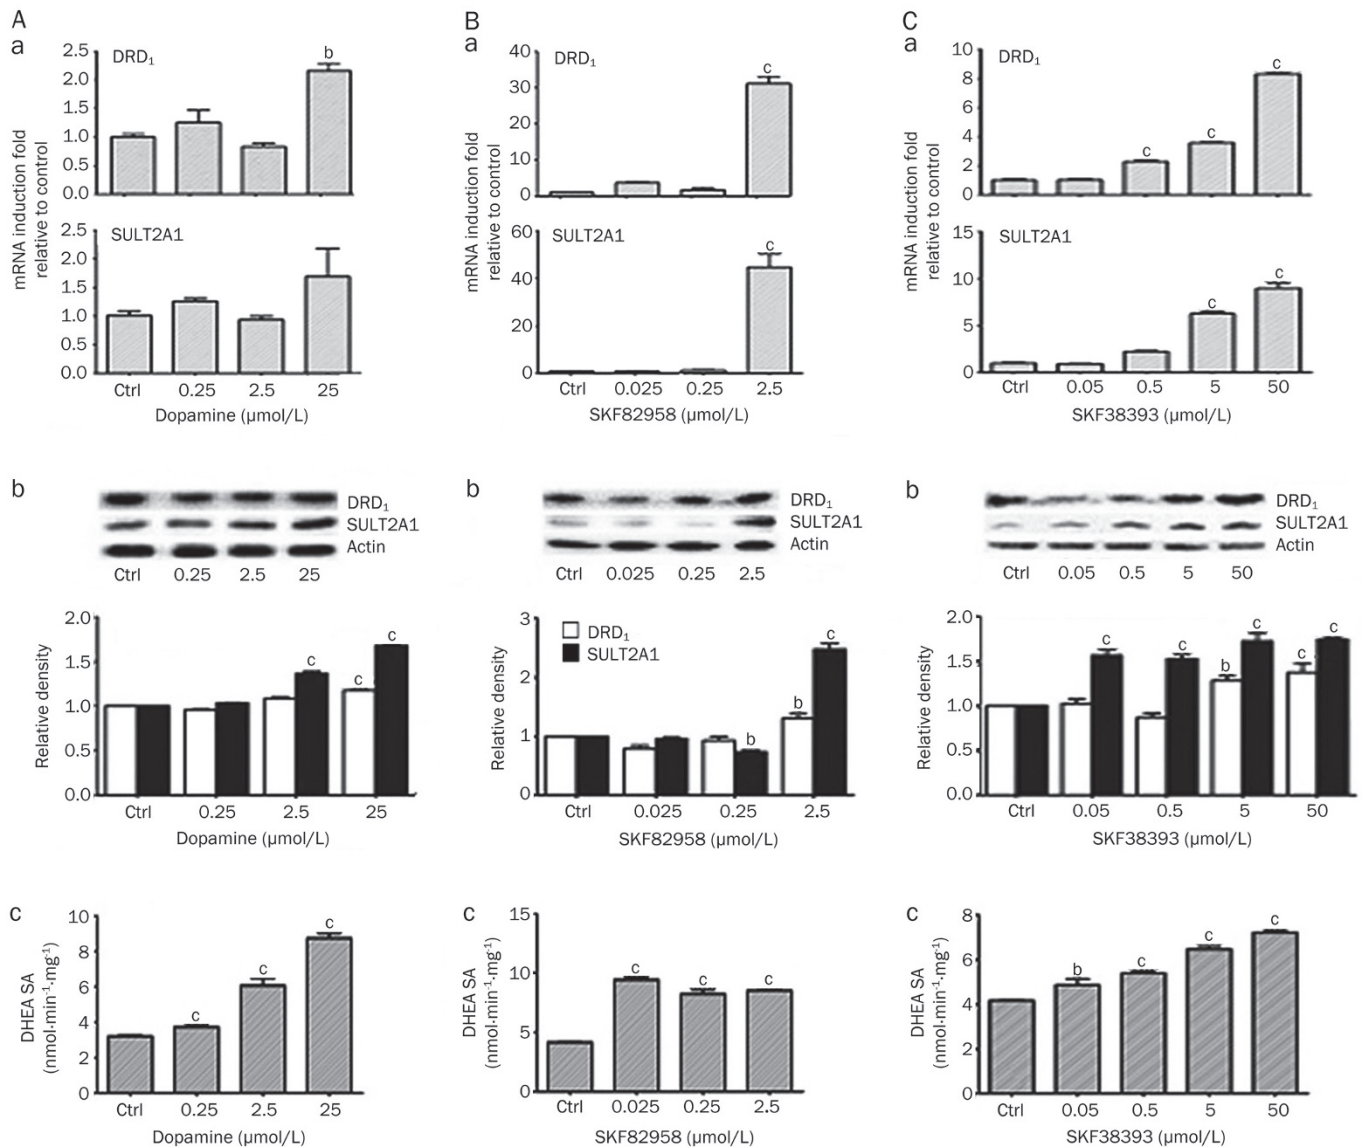 A
a
mRNA induction fold
relative to control
2.5
2.0
1.5
1.0
0.5
0.0
DRD₁
b
2.5
2.0
1.5
1.0
0.5
0.0
SULT2A1
Ctrl 0.25 2.5 25
Dopamine (μmol/L)
B
a
mRNA induction fold
relative to control
40
30
20
10
0
DRD₁
c
60
40
20
0
SULT2A1
c
Ctrl 0.025 0.25 2.5
SKF82958 (μmol/L)
C
a
mRNA induction fold
relative to control
10
8
6
4
2
0
DRD₁
c c c
15
10
5
0
SULT2A1
c c
Ctrl 0.05 0.5 5 50
SKF38393 (μmol/L)
b
DRD₁
SULT2A1
Actin
Ctrl 0.25 2.5 25
Relative density
2.0
1.5
1.0
0.5
0.0
c c c
Ctrl 0.25 2.5 25
Dopamine (μmol/L)
b
DRD₁
SULT2A1
Actin
Ctrl 0.025 0.25 2.5
Relative density
3
2
1
0
DRD₁
SULT2A1
b b c
Ctrl 0.025 0.25 2.5
SKF82958 (μmol/L)
b
DRD₁
SULT2A1
Actin
Ctrl 0.05 0.5 5 50
Relative density
2.0
1.5
1.0
0.5
0.0
c c b c c c
Ctrl 0.05 0.5 5 50
SKF38393 (μmol/L)
c
DHEA SA
(nmol·min⁻¹·mg⁻¹)
10
8
6
4
2
0
c c c
Ctrl 0.25 2.5 25
Dopamine (μmol/L)
c
DHEA SA
(nmol·min⁻¹·mg⁻¹)
15
10
5
0
c c c
Ctrl 0.025 0.25 2.5
SKF82958 (μmol/L)
c
DHEA SA
(nmol·min⁻¹·mg⁻¹)
8
6
4
2
0
b c c c
Ctrl 0.05 0.5 5 50
SKF38393 (μmol/L)